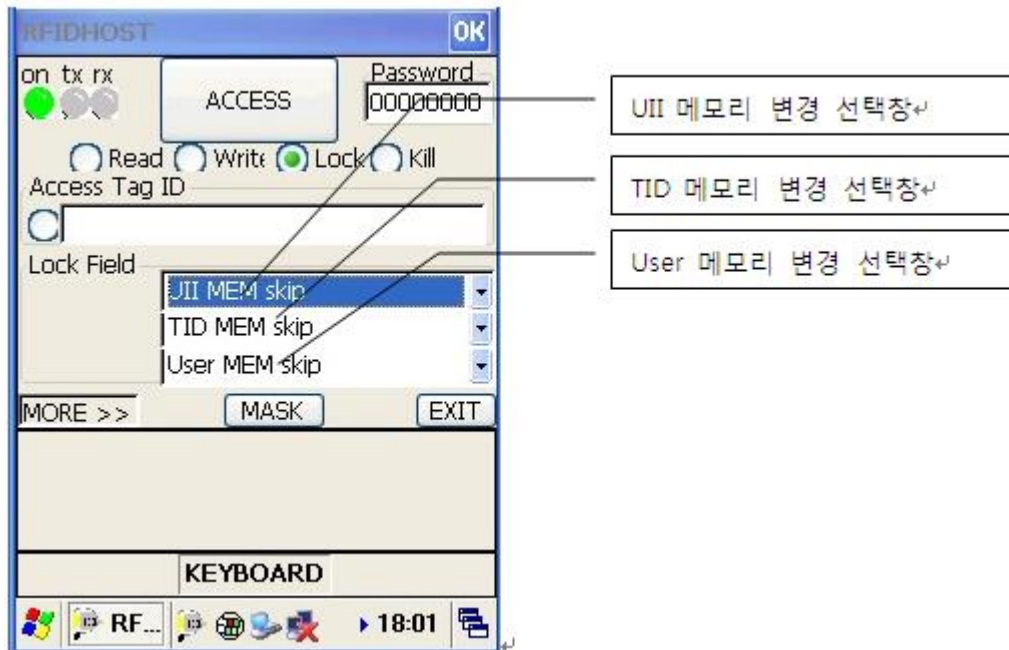 RFIDHOST OK
on tx rx
ACCESS
Password
00000000
Read Write Lock Kill
Access Tag ID
Lock Field
UII MEM skip
TID MEM skip
User MEM skip
MORE >> MASK EXIT
KEYBOARD
RF... 18:01
UII 메모리 변경 선택창
TID 메모리 변경 선택창
User 메모리 변경 선택창